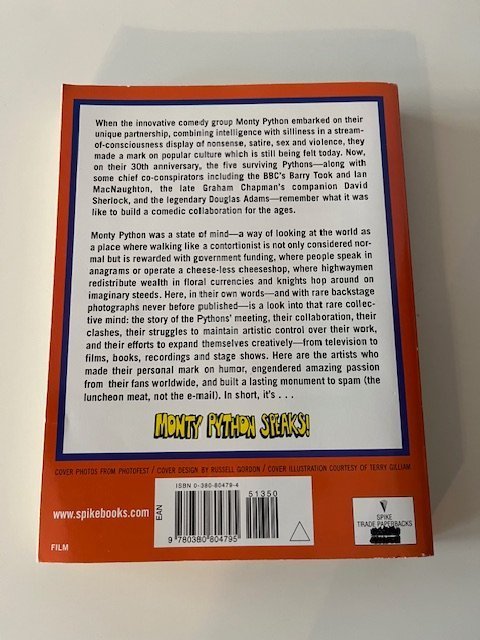 When the innovative comedy group Monty Python embarked on their
unique partnership, combining intelligence with silliness in a stream-
of-consciousness display of nonsense, satire, sex and violence, they
made a mark on popular culture which is still being felt today. Now,
on their 30th anniversary, the five surviving Pythons—along with
some chief co-conspirators including the BBC's Barry Took and Ian
MacNaughton, the late Graham Chapman's companion David
Sherlock, and the legendary Douglas Adams—remember what it was
like to build a comedic collaboration for the ages.
Monty Python was a state of mind—a way of looking at the world as
a place where walking like a contortionist is not only considered nor-
mal but is rewarded with government funding, where people speak in
anagrams or operate a cheese-less cheeseshop, where highwaymen
redistribute wealth in floral currencies and knights hop around on
imaginary steeds. Here, in their own words—and with rare backstage
photographs never before published—is a look into that rare collec-
tive mind: the story of the Pythons' meeting, their collaboration, their
clashes, their struggles to maintain artistic control over their work,
and their efforts to expand themselves creatively—from television to
films, books, recordings and stage shows. Here are the artists who
made their personal mark on humor, engendered amazing passion
from their fans worldwide, and built a lasting monument to spam (the
luncheon meat, not the e-mail). In short, it's . . .
MONTY PYTHON SPEAKS!
COVER PHOTOS FROM PHOTOFEST / COVER DESIGN BY RUSSELL GORDON / COVER ILLUSTRATION COURTESY OF TERRY GILLIAM
ISBN 0-380-80479-4
51350
EAN
9 780380 804795
www.spikebooks.com
SPIKE
TRADE PAPERBACKS
FILM